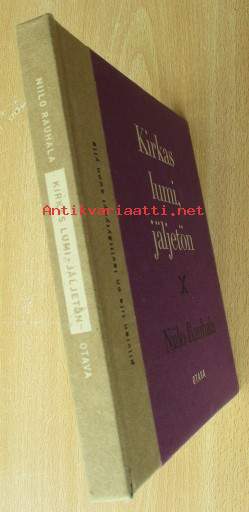 NIILO RAUHALA
KIRKAS LUMI, JÄLJETÖN
OTAVA
Kirkas
lumi,
jäljetön
Niilo Rauhala
OTAVA
Antikvariaatti.net